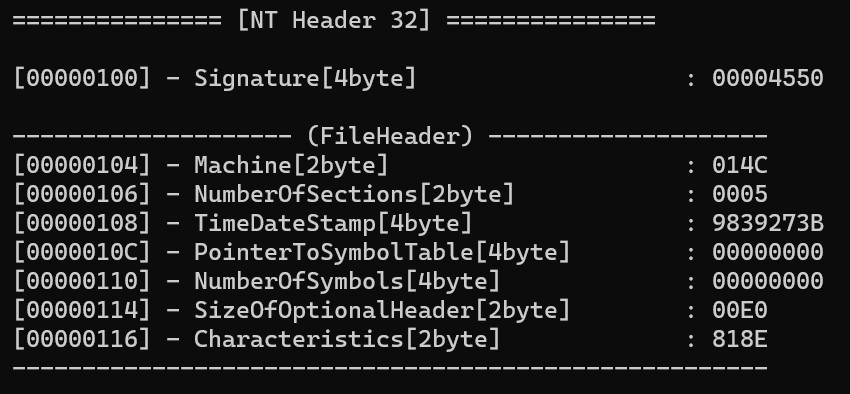 =============== [NT Header 32] ===============
[00000100] - Signature[4byte] : 00004550
-------------------- (FileHeader) --------------------
[00000104] - Machine[2byte] : 014C
[00000106] - NumberOfSections[2byte] : 0005
[00000108] - TimeDateStamp[4byte] : 9839273B
[0000010C] - PointerToSymbolTable[4byte] : 00000000
[00000110] - NumberOfSymbols[4byte] : 00000000
[00000114] - SizeOfOptionalHeader[2byte] : 00E0
[00000116] - Characteristics[2byte] : 818E
------------------------------------------------------